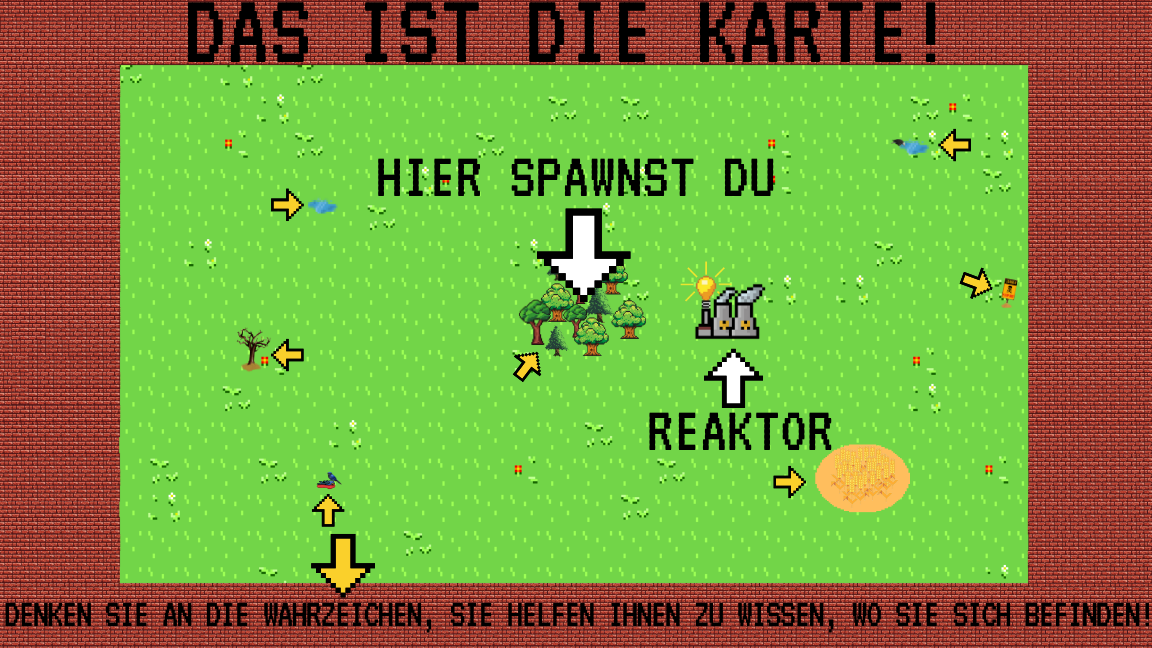 DAS IST DIE KARTE!
HIER SPAWNST DU
REAKTOR
DENKEN SIE AN DIE WAHRZEICHEN, SIE HELFEN IHNEN ZU WISSEN, WO SIE SICH BEFINDEN!